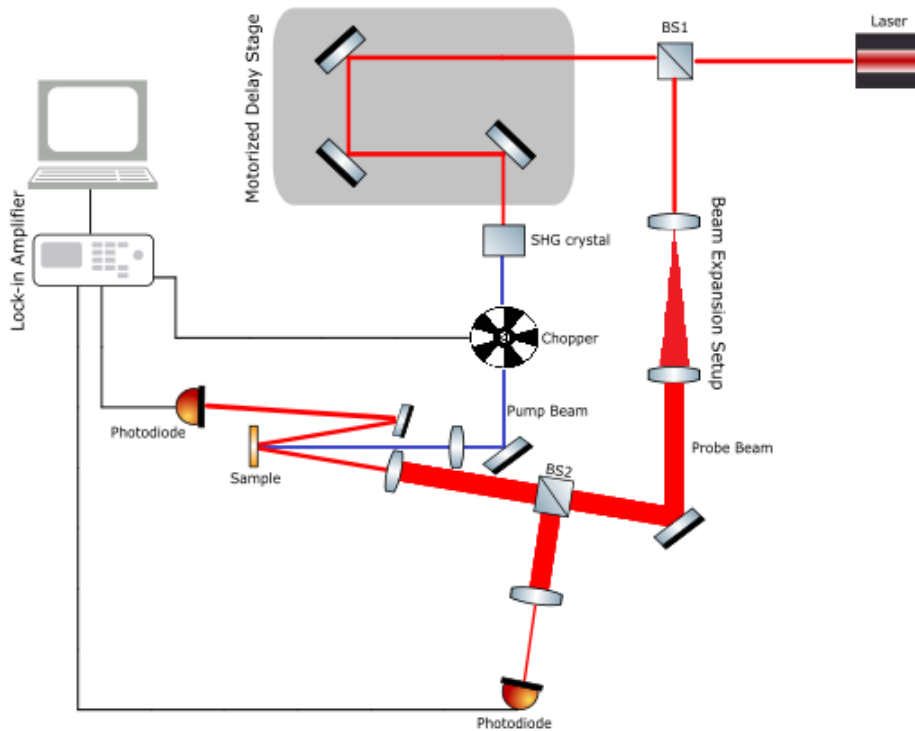 Laser
BS1
Motorized Delay Stage
Beam Expansion Setup
SHG crystal
Lock-in Amplifier
Chopper
Pump Beam
Photodiode
Probe Beam
Sample
BS2
Photodiode